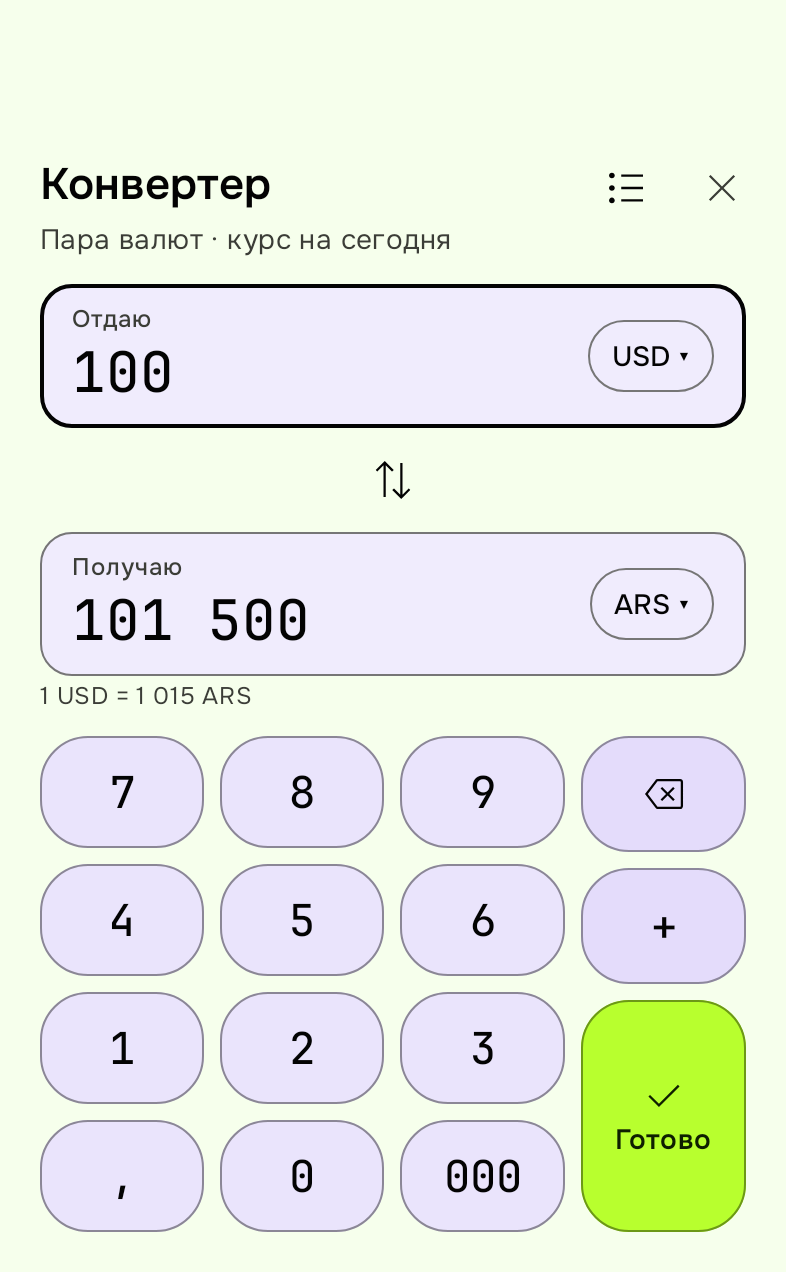 Конвертер
Пара валют · курс на сегодня
Отдаю
100
USD ▾
Получаю
101 500
ARS ▾
1 USD = 1 015 ARS
7 8 9
4 5 6 +
1 2 3
, 0 000
Готово